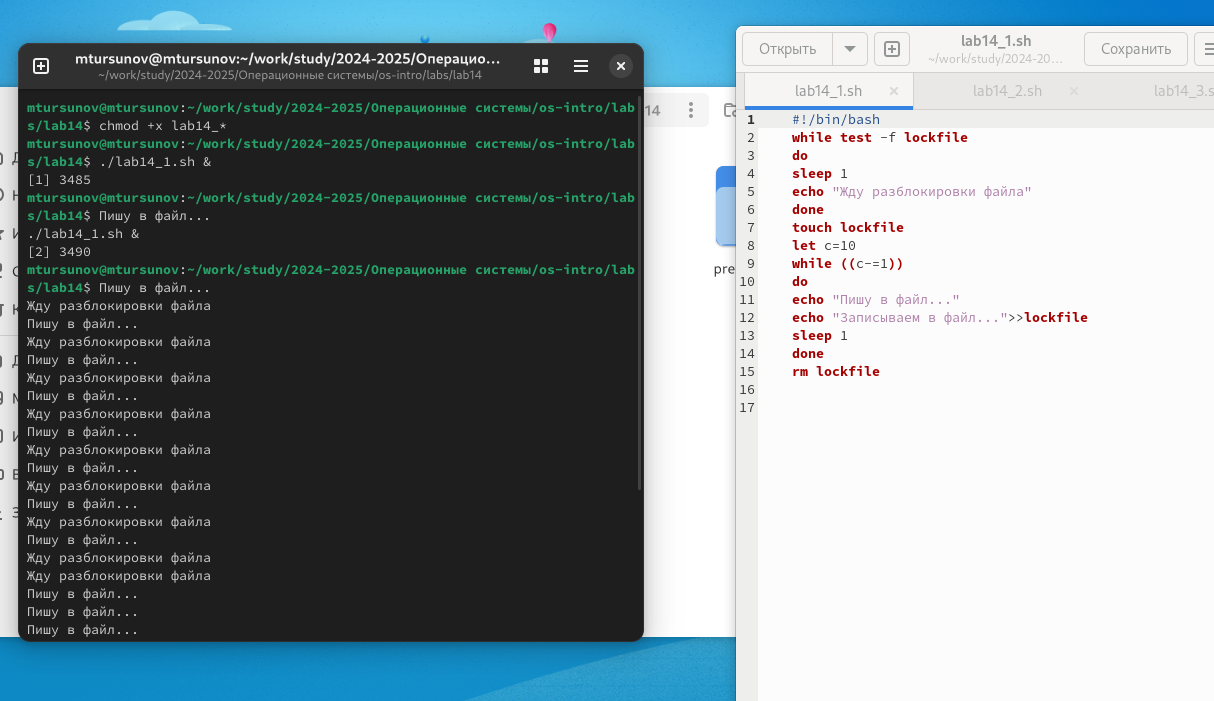 mtursunov@mtursunov:~/work/study/2024-2025/Операцио...
~/work/study/2024-2025/Операционные системы/os-intro/labs/lab14
mtursunov@mtursunov:~/work/study/2024-2025/Операционные системы/os-intro/lab
s/lab14$ chmod +x lab14_*
mtursunov@mtursunov:~/work/study/2024-2025/Операционные системы/os-intro/lab
s/lab14$ ./lab14_1.sh &
[1] 3485
mtursunov@mtursunov:~/work/study/2024-2025/Операционные системы/os-intro/lab
s/lab14$ Пишу в файл...
./lab14_1.sh &
[2] 3490
mtursunov@mtursunov:~/work/study/2024-2025/Операционные системы/os-intro/lab
s/lab14$ Пишу в файл...
Жду разблокировки файла
Пишу в файл...
Жду разблокировки файла
Пишу в файл...
Жду разблокировки файла
Пишу в файл...
Жду разблокировки файла
Пишу в файл...
Жду разблокировки файла
Пишу в файл...
Жду разблокировки файла
Пишу в файл...
Жду разблокировки файла
Пишу в файл...
Жду разблокировки файла
Жду разблокировки файла
Пишу в файл...
Пишу в файл...
Пишу в файл...
14
pre
Открыть
lab14_1.sh
~/work/study/2024-20...
Сохранить
lab14_1.sh
lab14_2.sh
lab14_3.s
1 #!/bin/bash
2 while test -f lockfile
3 do
4 sleep 1
5 echo "Жду разблокировки файла"
6 done
7 touch lockfile
8 let c=10
9 while ((c-=1))
10 do
11 echo "Пишу в файл..."
12 echo "Записываем в файл...">>lockfile
13 sleep 1
14 done
15 rm lockfile
16
17